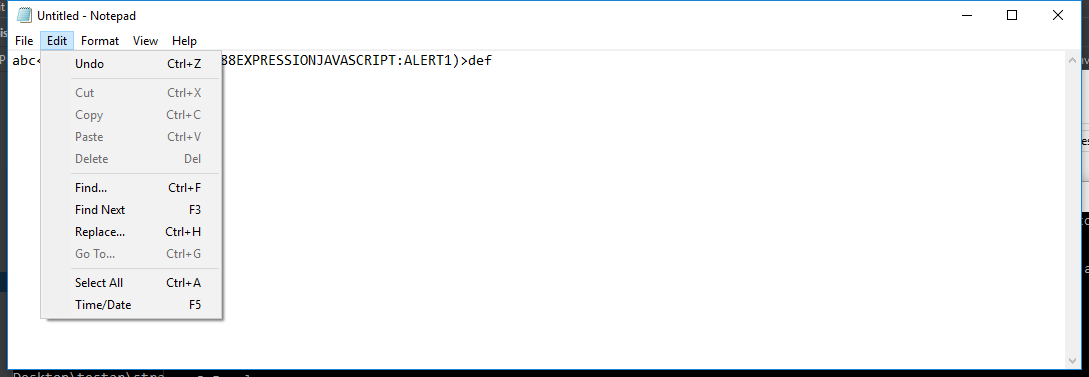 Untitled - Notepad
File Edit Format View Help
abc<88EXPRESSIONJAVASCRIPT:ALERT1)>def
Undo Ctrl+Z
Cut Ctrl+X
Copy Ctrl+C
Paste Ctrl+V
Delete Del
Find... Ctrl+F
Find Next F3
Replace... Ctrl+H
Go To... Ctrl+G
Select All Ctrl+A
Time/Date F5